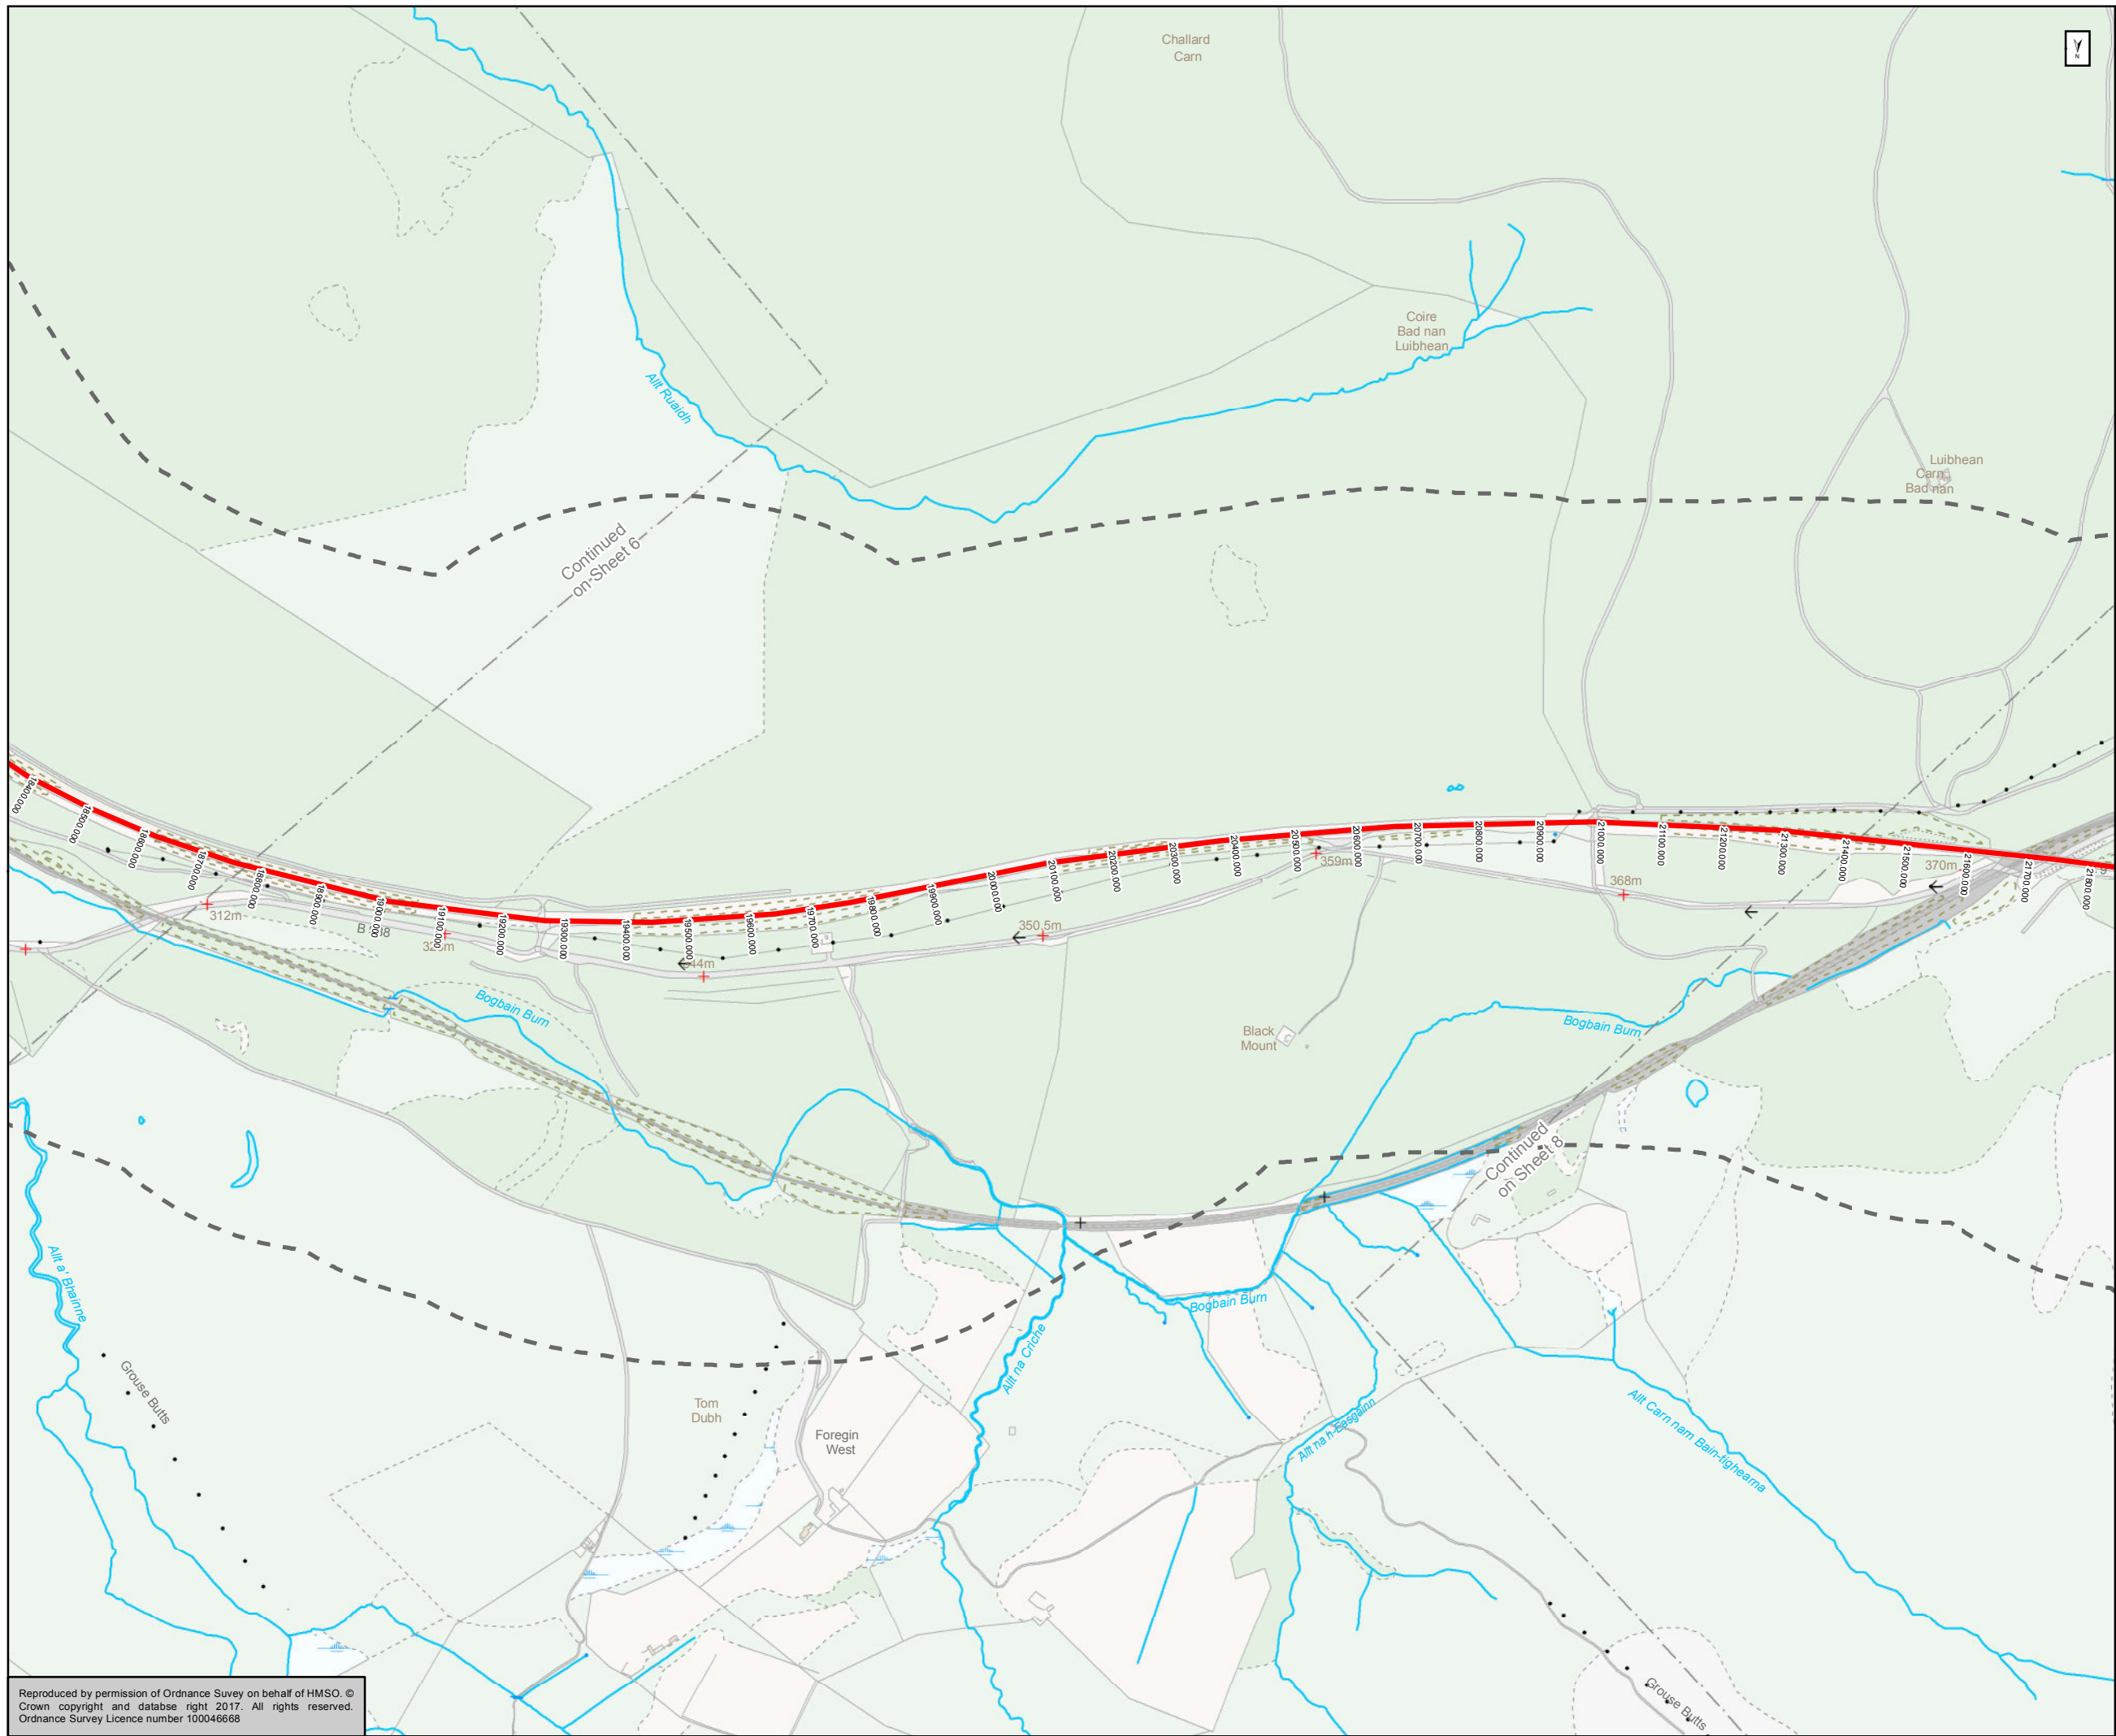 Challard
Carn
N
Allt Ruaidh
Coire
Bad nan
Luibhean
Luibhean
Carn
Bad nan
Continued
on Sheet 6
18400.000
18500.000
18600.000
18700.000
18800.000
18900.000
19000.000
19100.000
19200.000
19300.000
19400.000
19500.000
19600.000
19700.000
19800.000
19900.000
20000.000
20100.000
20200.000
20300.000
20400.000
20500.000
20600.000
20700.000
20800.000
20900.000
21000.000
21100.000
21200.000
21300.000
21400.000
21500.000
21600.000
21700.000
21800.000
312m
350.5m
359m
368m
370m
Bogbain Burn
Black
Mount
Bogbain Burn
Continued
on Sheet 8
Allt a' Bhainne
Bogbain Burn
Allt na Criche
Grouse Butts
Tom
Dubh
Foregin
West
Allt na h-Easgainn
Allt Carn nam Bain-tighearna
Grouse Butts
Reproduced by permission of Ordnance Suvey on behalf of HMSO. ©
Crown copyright and databse right 2017. All rights reserved.
Ordnance Survey Licence number 100046668